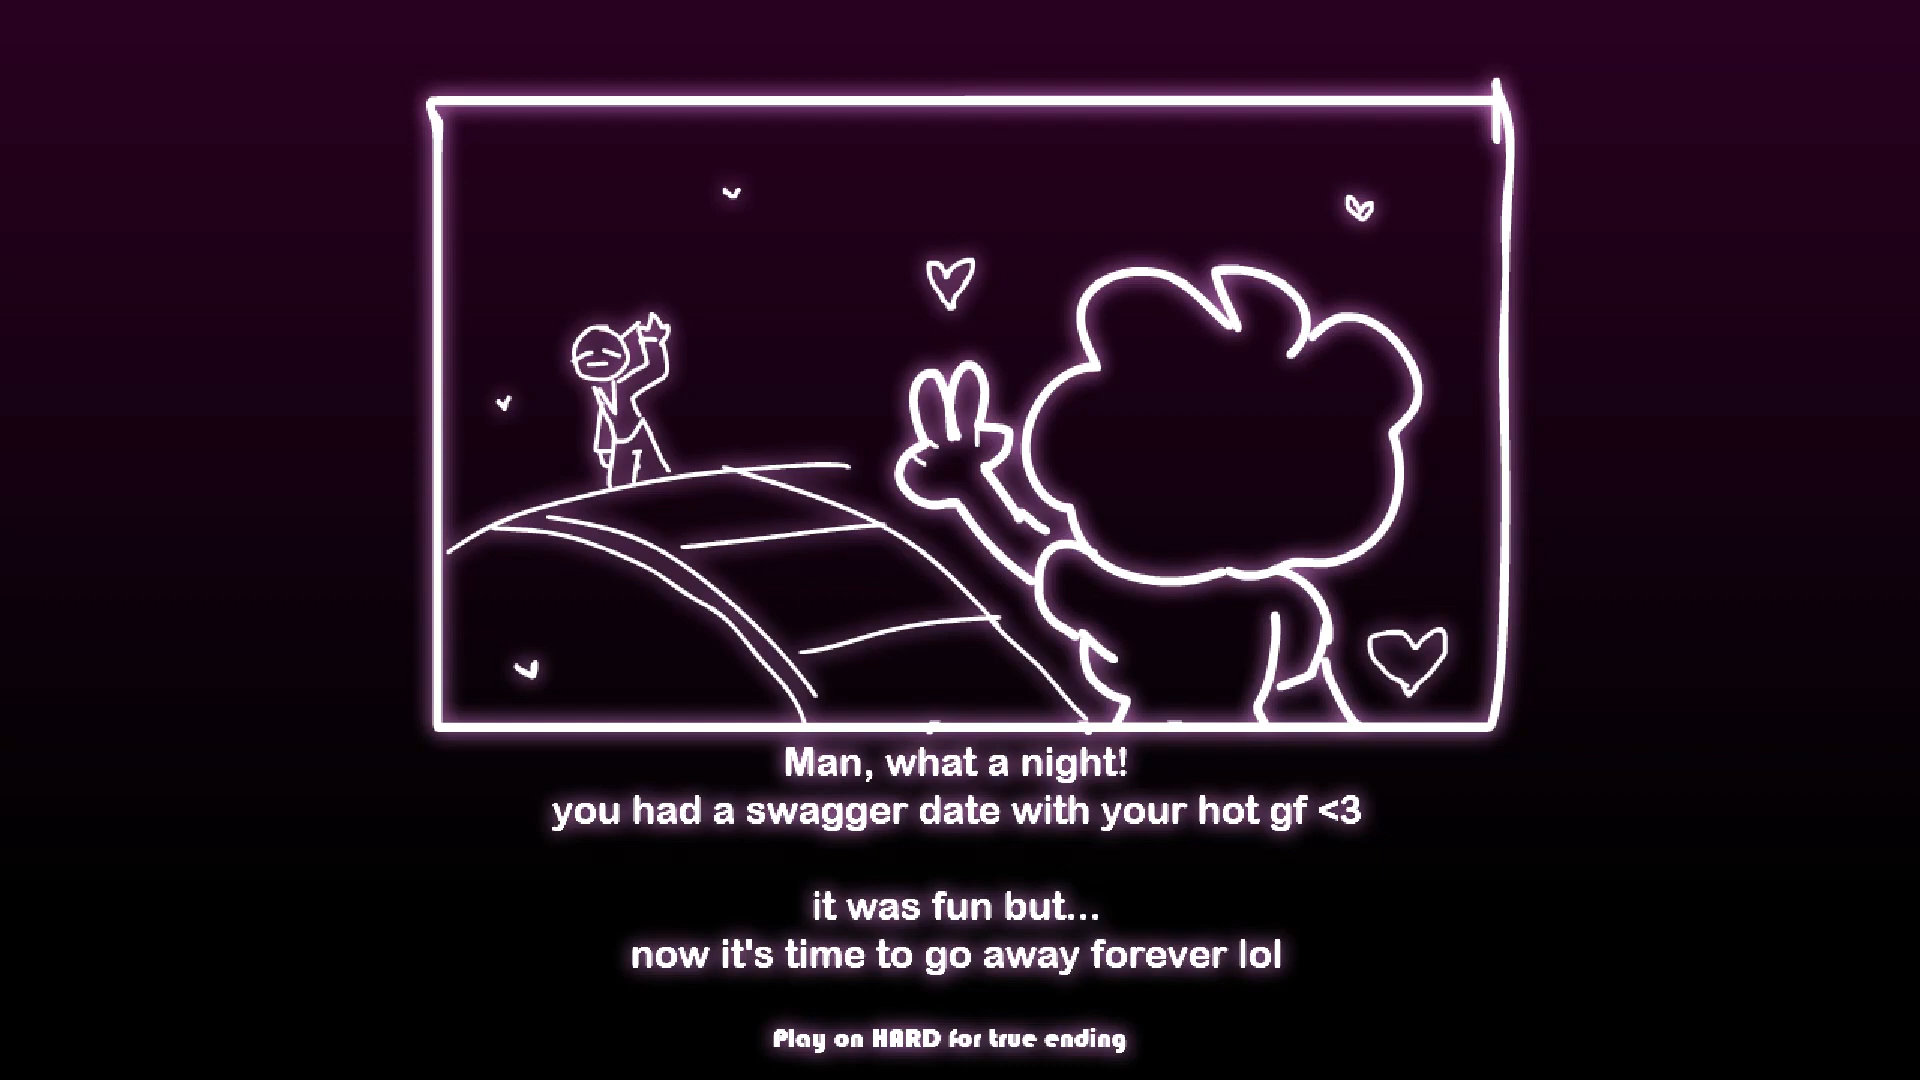 Man, what a night!
you had a swagger date with your hot gf <3
it was fun but...
now it's time to go away forever lol
Play on HARD for true ending